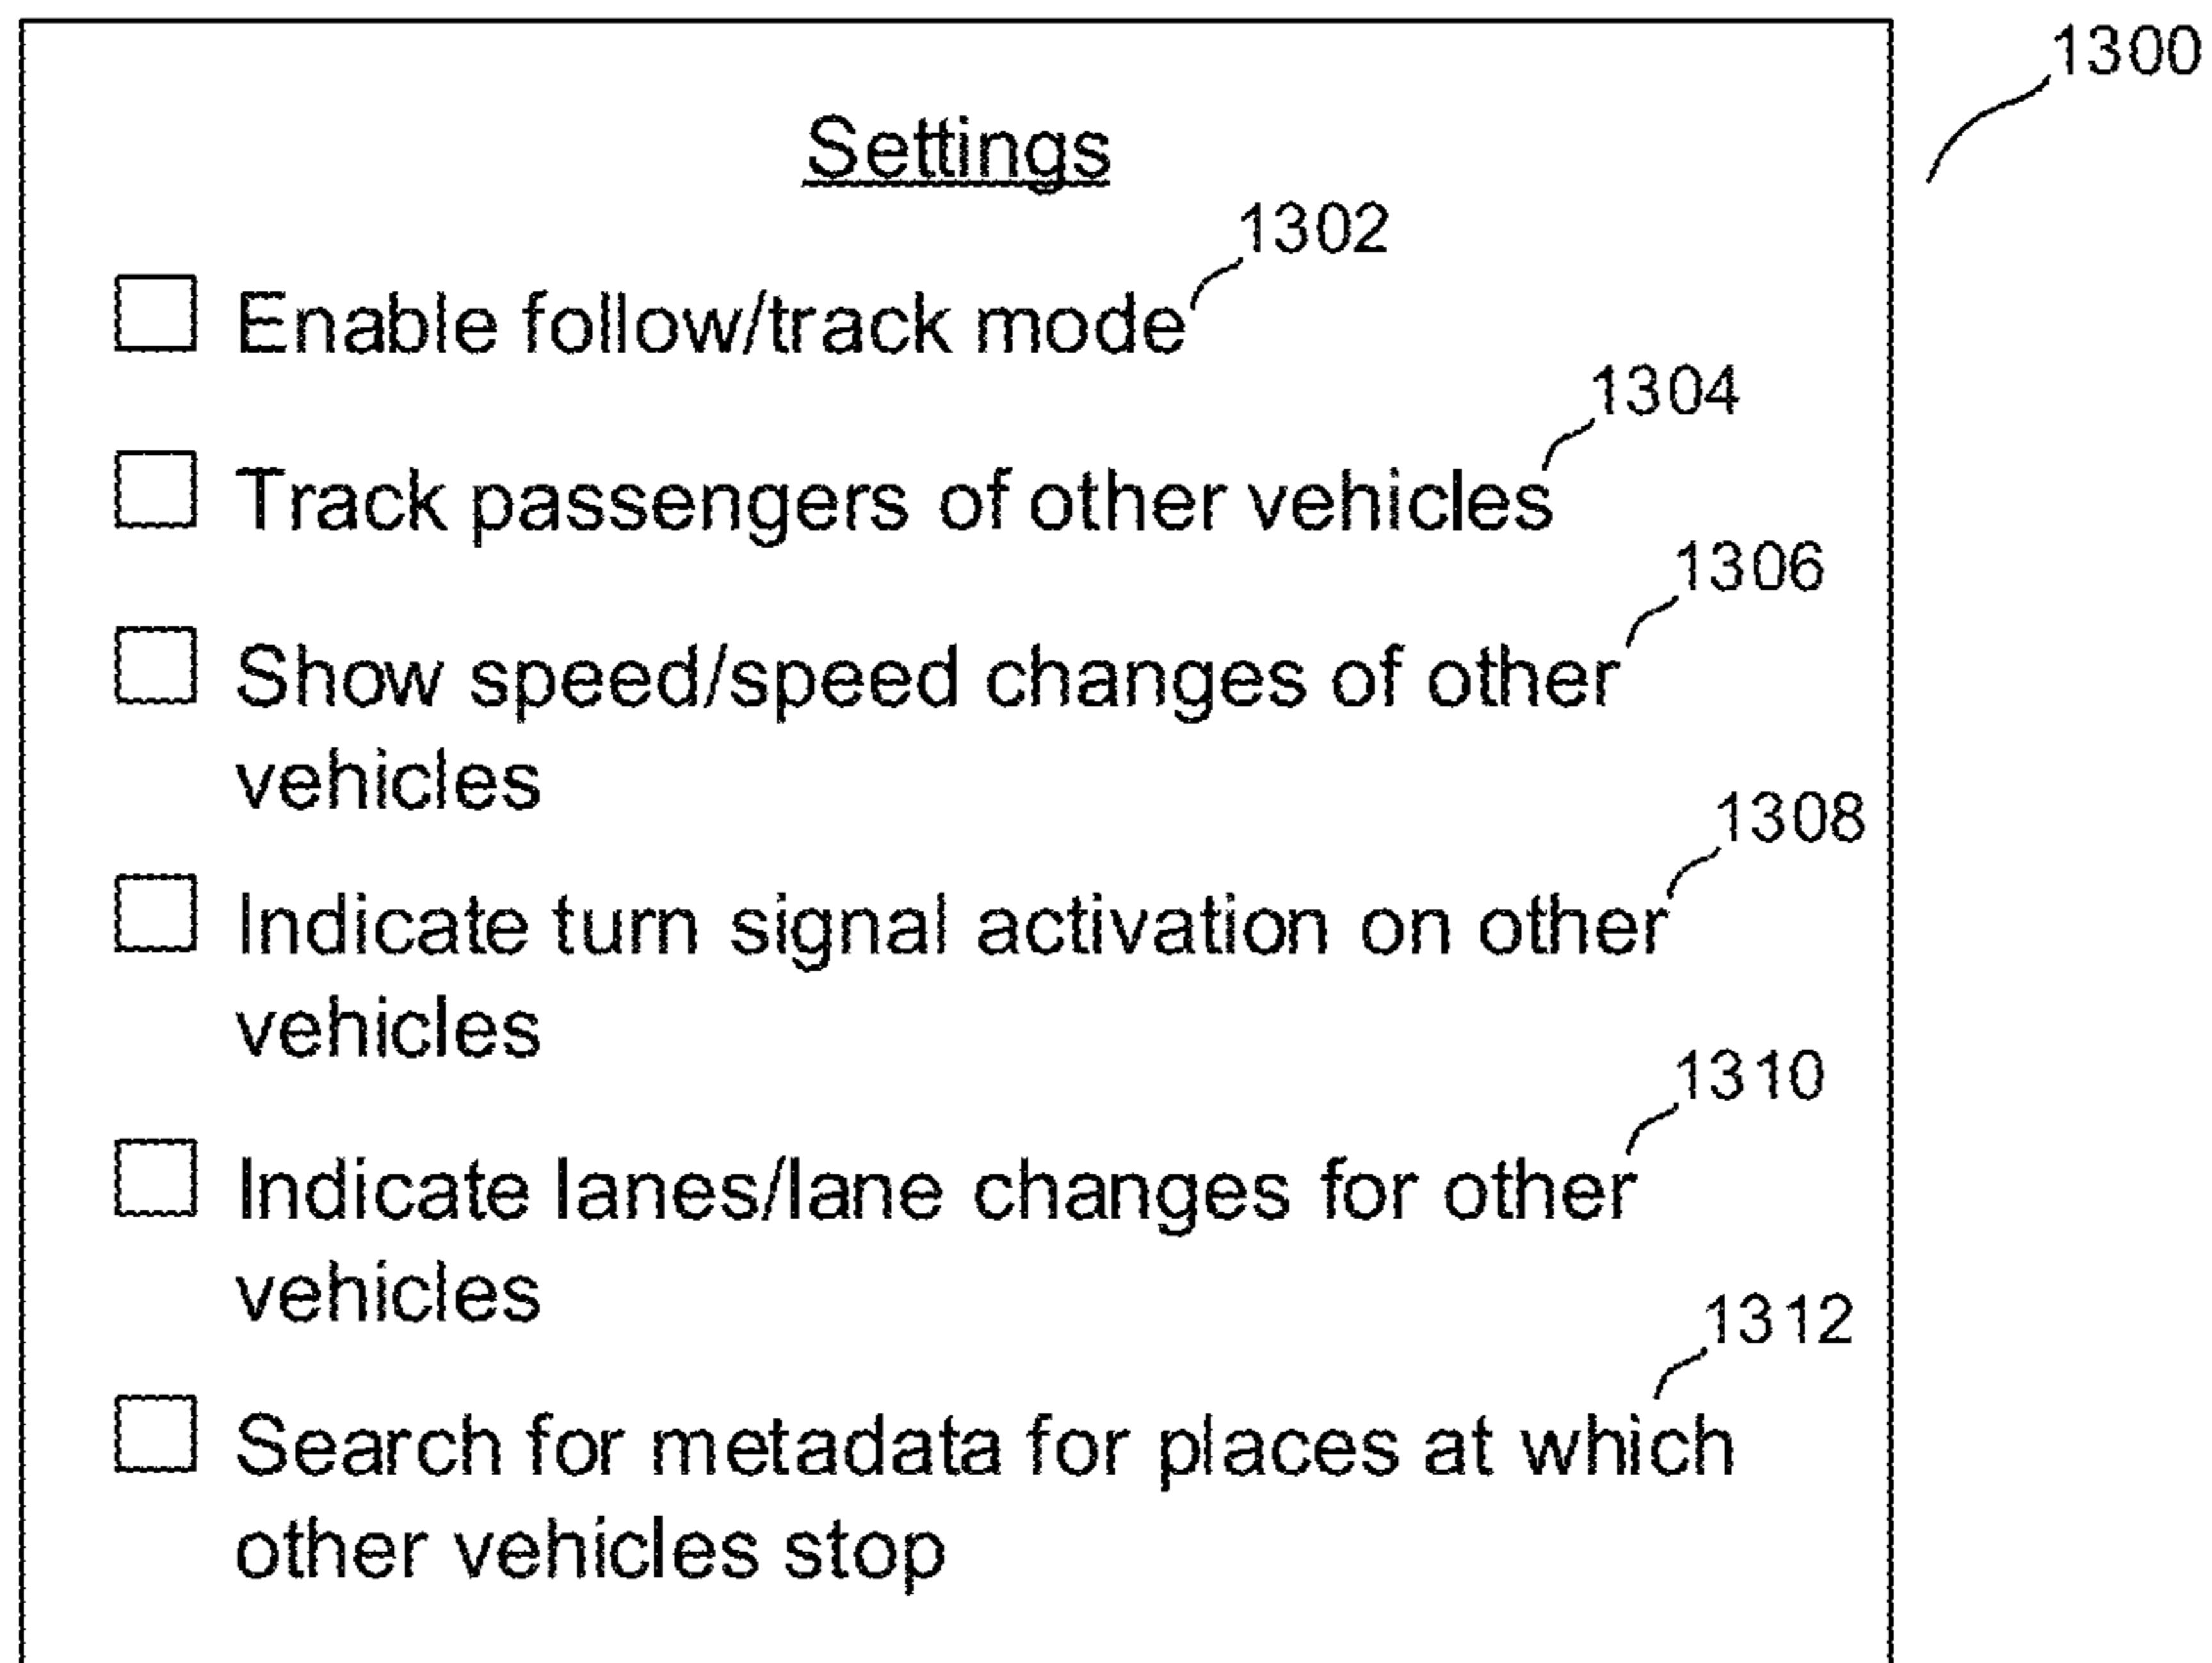 1300
Settings
1302
Enable follow/track mode
1304
Track passengers of other vehicles
1306
Show speed/speed changes of other
vehicles
1308
Indicate turn signal activation on other
vehicles
1310
Indicate lanes/lane changes for other
vehicles
1312
Search for metadata for places at which
other vehicles stop